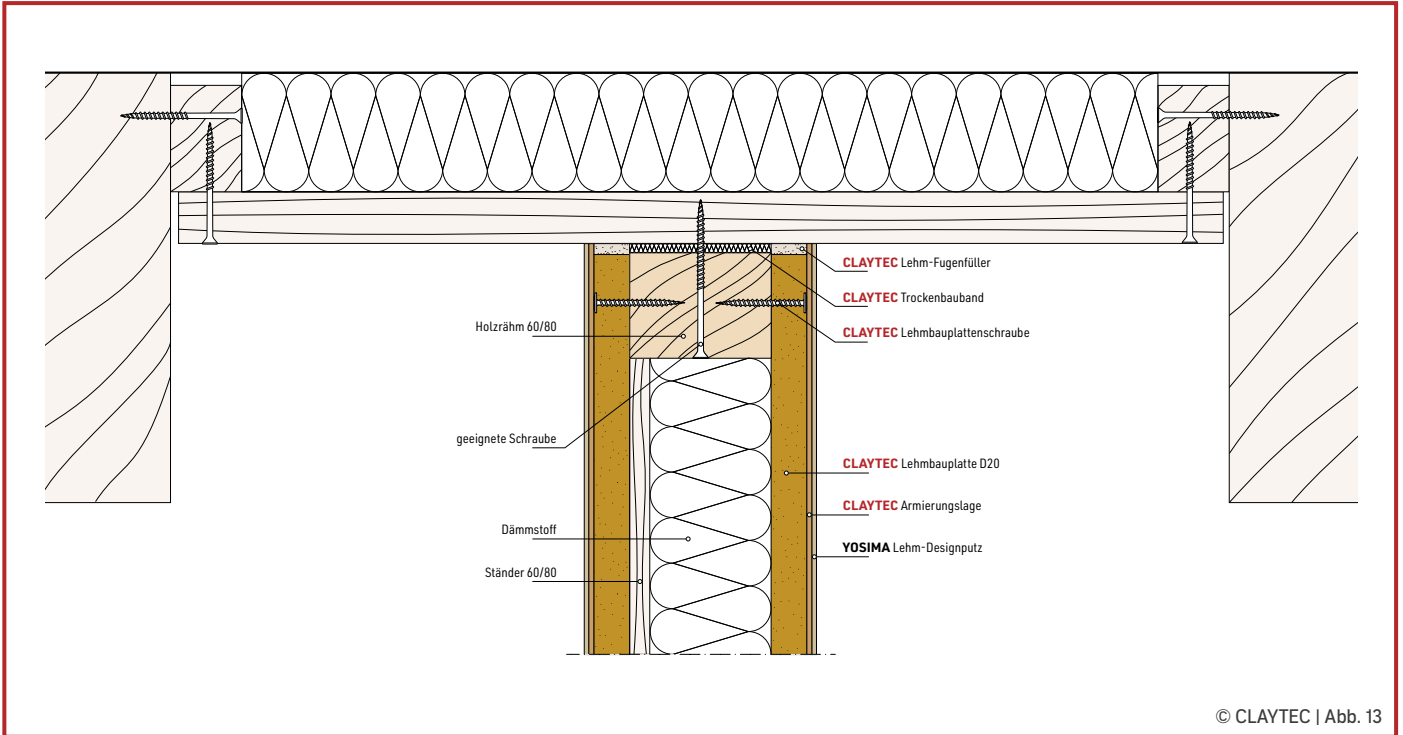 CLAYTEC Lehm-Fugenfüller
CLAYTEC Trockenbauband
CLAYTEC Lehmbauplattenschraube
Holzrähm 60/80
geeignete Schraube
CLAYTEC Lehmbauplatte D20
CLAYTEC Armierungslage
Dämmstoff
YOSIMA Lehm-Designputz
Ständer 60/80
© CLAYTEC | Abb. 13